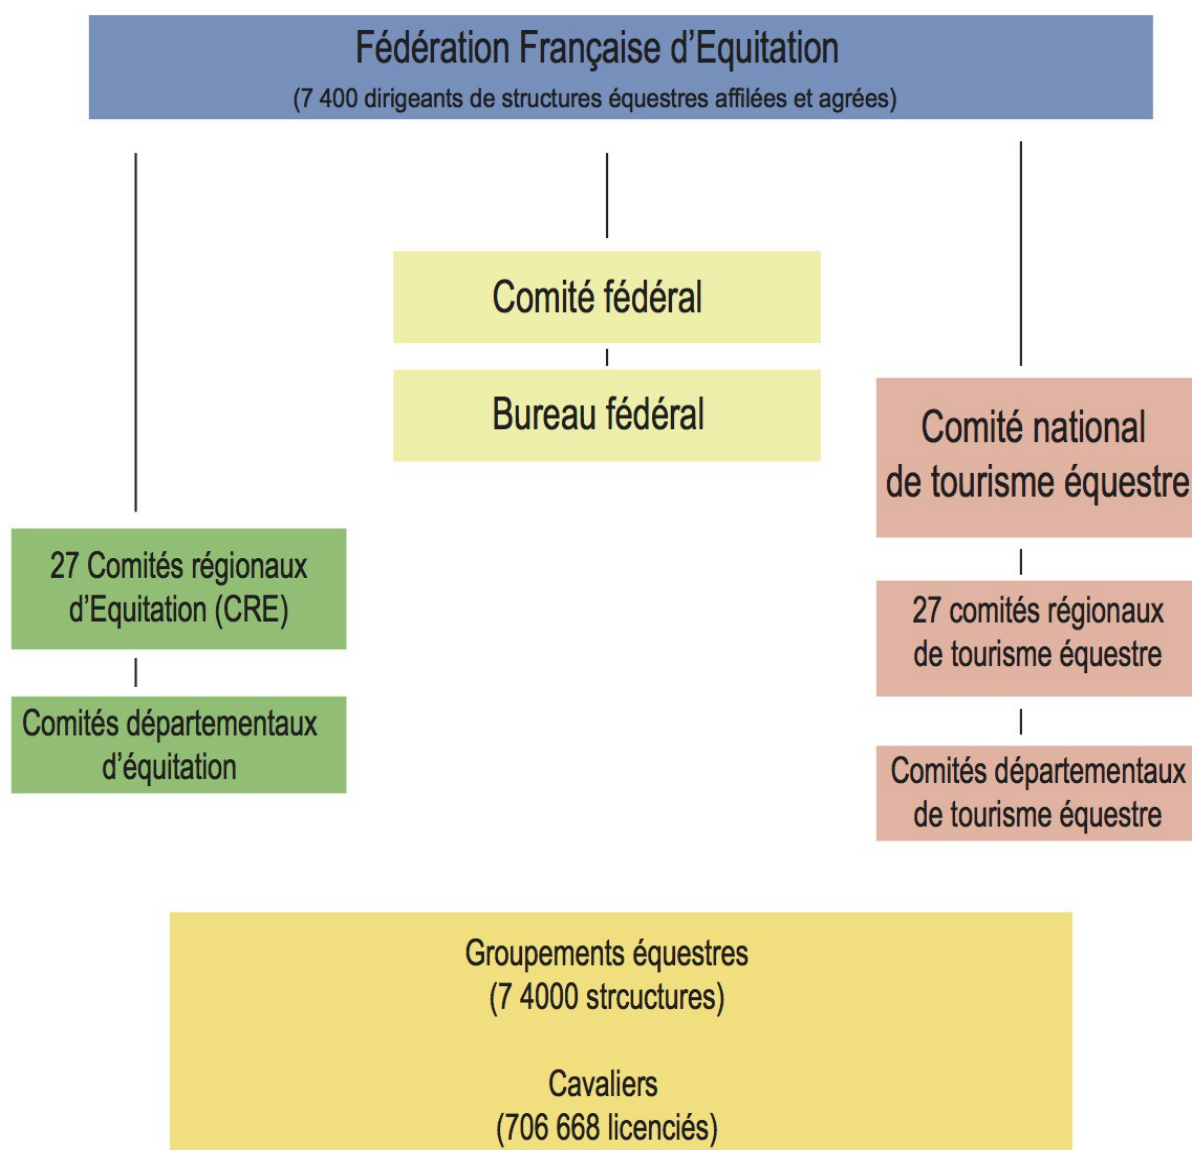 Fédération Française d'Equitation
(7 400 dirigeants de structures équestres affilées et agrées)
Comité fédéral
Bureau fédéral
Comité national
de tourisme équestre
27 Comités régionaux
d'Equitation (CRE)
27 comités régionaux
de tourisme équestre
Comités départementaux
d'équitation
Comités départementaux
de tourisme équestre
Groupements équestres
(7 4000 strcuctures)
Cavaliers
(706 668 licenciés)